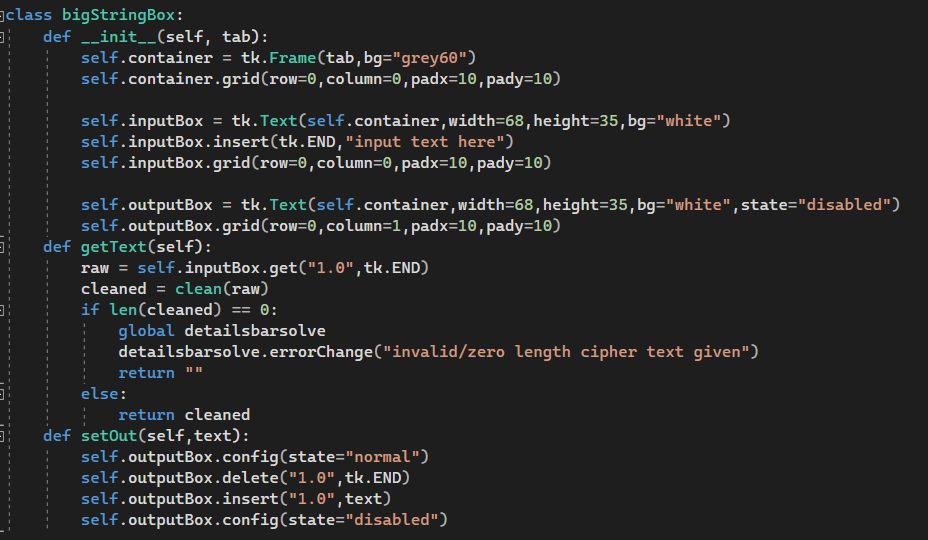 class bigStringBox:
    def __init__(self, tab):
        self.container = tk.Frame(tab,bg="grey60")
        self.container.grid(row=0,column=0,padx=10,pady=10)

        self.inputBox = tk.Text(self.container,width=68,height=35,bg="white")
        self.inputBox.insert(tk.END,"input text here")
        self.inputBox.grid(row=0,column=0,padx=10,pady=10)

        self.outputBox = tk.Text(self.container,width=68,height=35,bg="white",state="disabled")
        self.outputBox.grid(row=0,column=1,padx=10,pady=10)
    def getText(self):
        raw = self.inputBox.get("1.0",tk.END)
        cleaned = clean(raw)
        if len(cleaned) == 0:
            global detailsbarsolve
            detailsbarsolve.errorChange("invalid/zero length cipher text given")
            return ""
        else:
            return cleaned
    def setOut(self,text):
        self.outputBox.config(state="normal")
        self.outputBox.delete("1.0",tk.END)
        self.outputBox.insert("1.0",text)
        self.outputBox.config(state="disabled")